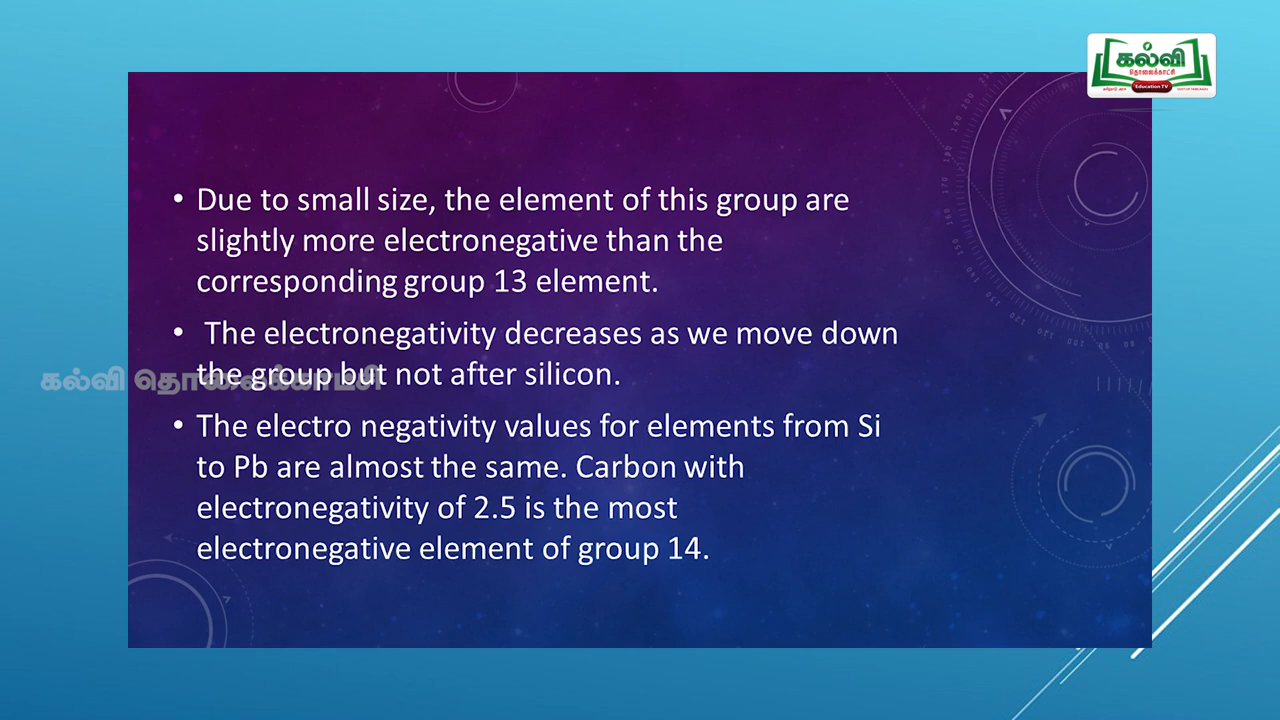 கல்வி
தொலைக்காட்சி
Education TV
• Due to small size, the element of this group are
slightly more electronegative than the
corresponding group 13 element.
• The electronegativity decreases as we move down
the group but not after silicon.
கல்வி தொலைக்காட்சி
• The electro negativity values for elements from Si
to Pb are almost the same. Carbon with
electronegativity of 2.5 is the most
electronegative element of group 14.